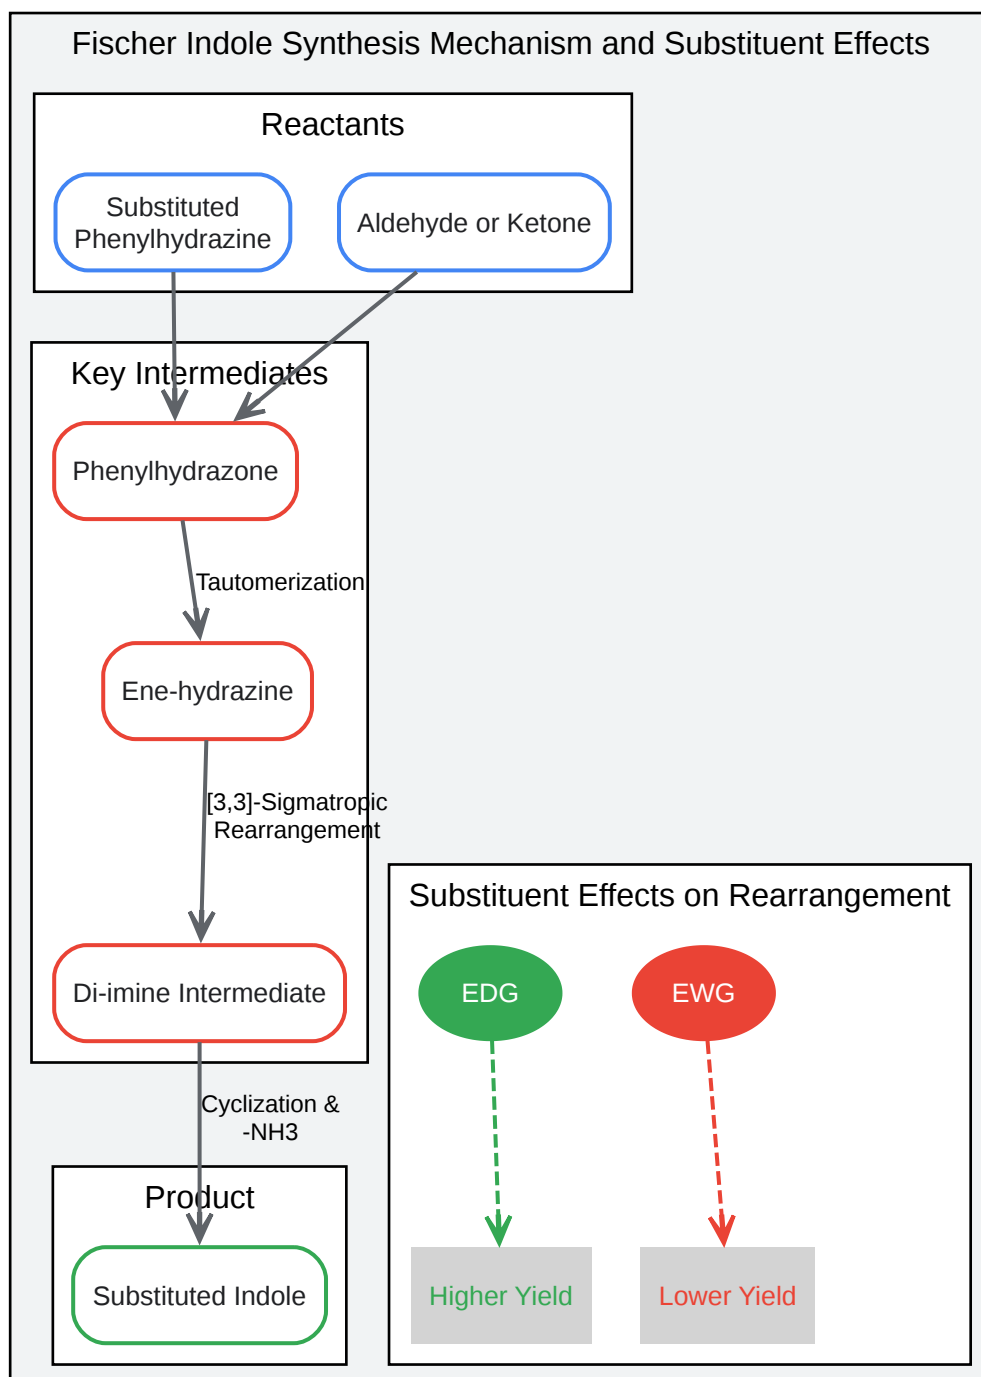 Fischer Indole Synthesis Mechanism and Substituent Effects
Reactants
Substituted
Phenylhydrazine
Aldehyde or Ketone
Key Intermediates
Phenylhydrazone
Tautomerization
Ene-hydrazine
[3,3]-Sigmatropic
Rearrangement
Di-imine Intermediate
Cyclization &
-NH3
Product
Substituted Indole
Substituent Effects on Rearrangement
EDG
EWG
Higher Yield
Lower Yield